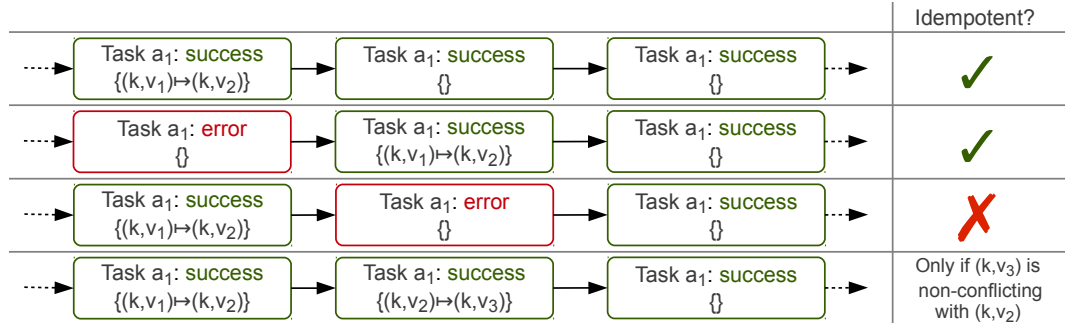 Idempotent?
Task a₁: success
{(k,v₁)↦(k,v₂)}
Task a₁: success
{}
Task a₁: success
{}
✓
Task a₁: error
{}
Task a₁: success
{(k,v₁)↦(k,v₂)}
Task a₁: success
{}
✓
Task a₁: success
{(k,v₁)↦(k,v₂)}
Task a₁: error
{}
Task a₁: success
{}
✗
Task a₁: success
{(k,v₁)↦(k,v₂)}
Task a₁: success
{(k,v₂)↦(k,v₃)}
Task a₁: success
{}
Only if (k,v₃) is
non-conflicting
with (k,v₂)